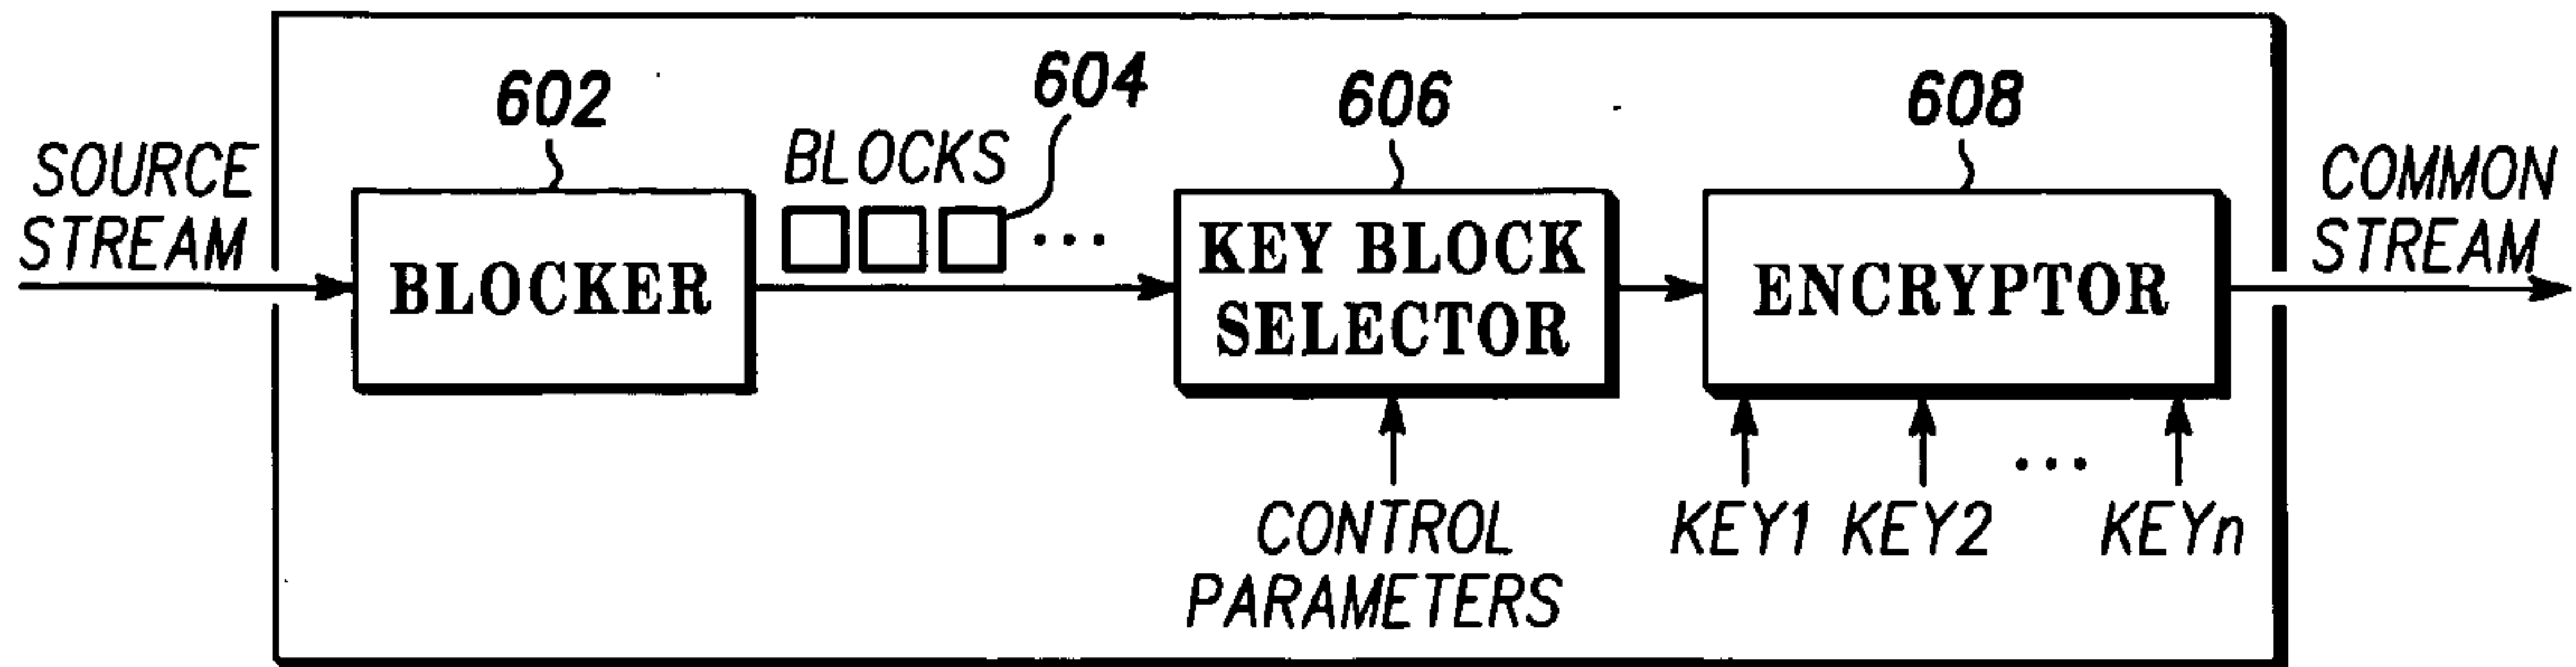 602
604
606
608
SOURCE
STREAM
BLOCKS
COMMON
STREAM
BLOCKER
KEY BLOCK
SELECTOR
ENCRYPTOR
...
...
CONTROL
PARAMETERS
KEY1 KEY2 KEYn